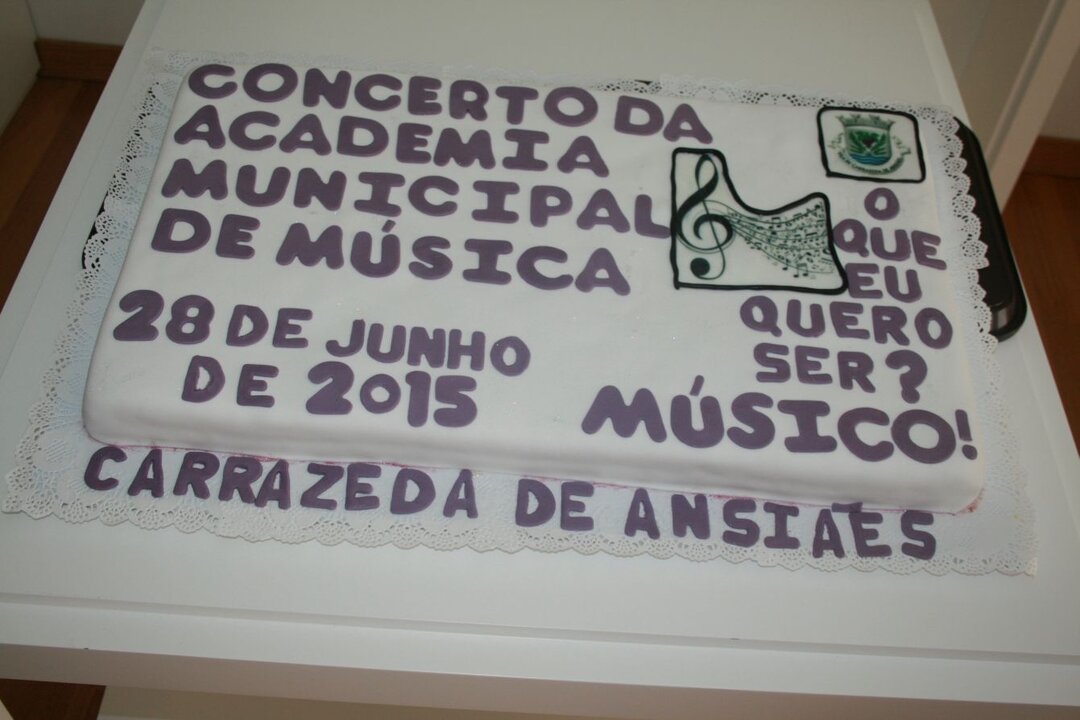 CONCERTO DA
ACADEMIA
MUNICIPAL
DE MÚSICA
28 DE JUNHO
DE 2015
O
QUE
EU
QUERO
SER?
MÚSICO!
CARRAZEDA DE ANSIÃES